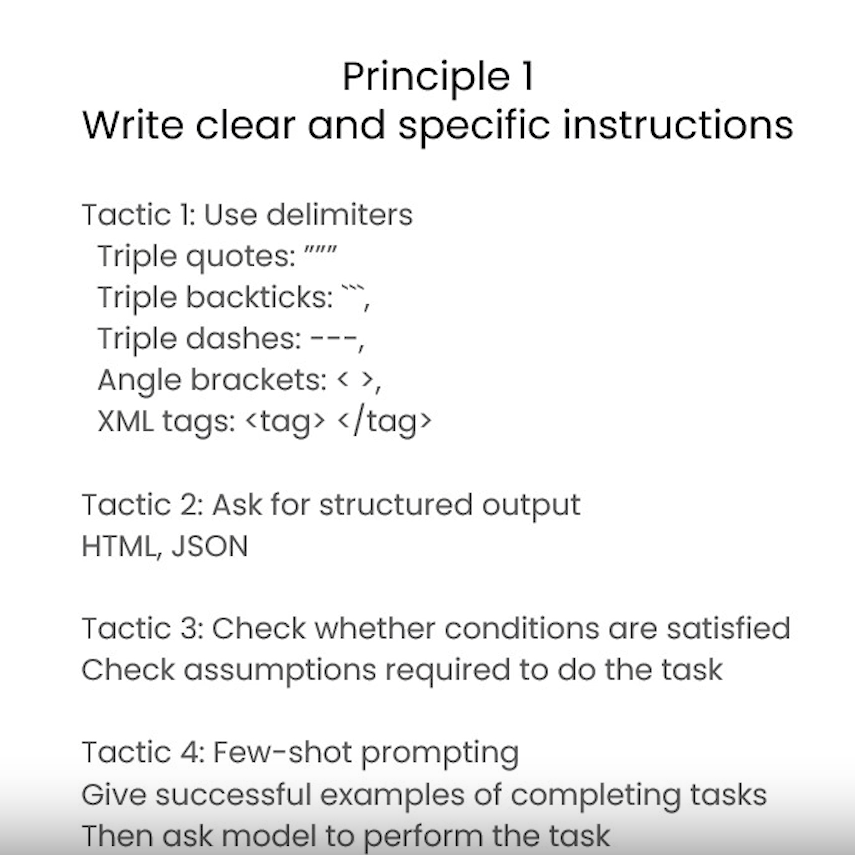 Principle 1
Write clear and specific instructions
Tactic 1: Use delimiters
Triple quotes: """
Triple backticks: ```,
Triple dashes: ---,
Angle brackets: < >,
XML tags: <tag> </tag>
Tactic 2: Ask for structured output
HTML, JSON
Tactic 3: Check whether conditions are satisfied
Check assumptions required to do the task
Tactic 4: Few-shot prompting
Give successful examples of completing tasks
Then ask model to perform the task